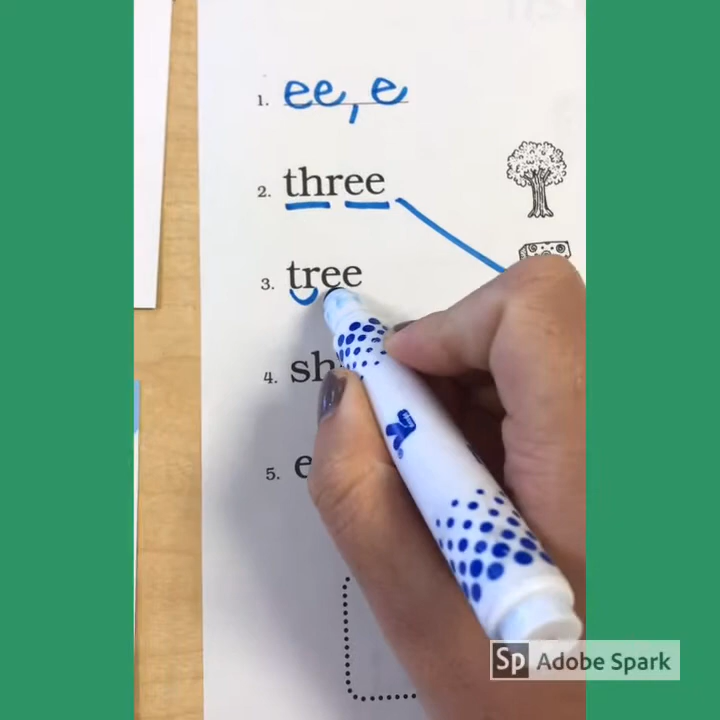 1. ee, e
2. three
3. tree
4. sh
5. e
Sp Adobe Spark